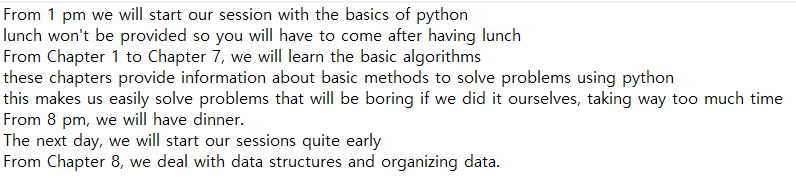 From 1 pm we will start our session with the basics of python
lunch won't be provided so you will have to come after having lunch
From Chapter 1 to Chapter 7, we will learn the basic algorithms
these chapters provide information about basic methods to solve problems using python
this makes us easily solve problems that will be boring if we did it ourselves, taking way too much time
From 8 pm, we will have dinner.
The next day, we will start our sessions quite early
From Chapter 8, we deal with data structures and organizing data.